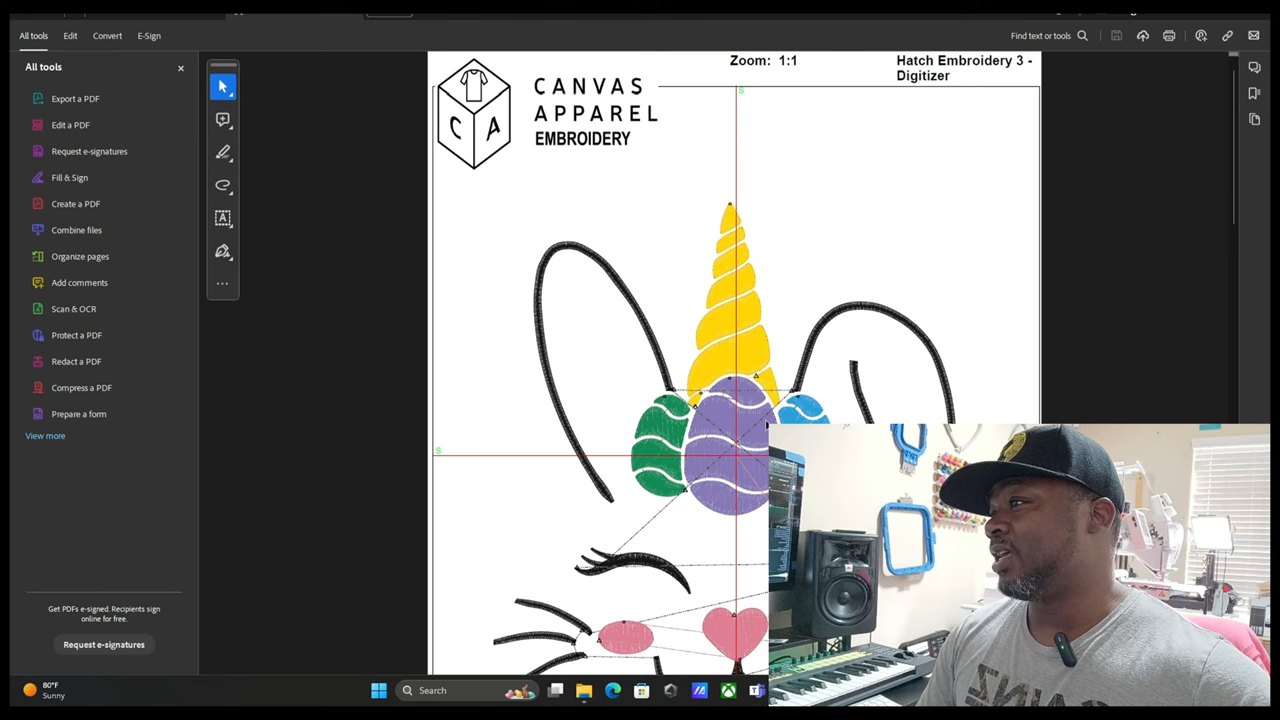 All tools
Edit
Convert
E-Sign
Find text or tools
All tools
Export a PDF
Edit a PDF
Request e-signatures
Fill & Sign
Create a PDF
Combine files
Organize pages
Add comments
Scan & OCR
Protect a PDF
Redact a PDF
Compress a PDF
Prepare a form
View more
Get PDFs e-signed. Recipients sign
online for free.
Request e-signatures
Zoom: 1:1
Hatch Embroidery 3 -
Digitizer
C A
CANVAS
APPAREL
EMBROIDERY
S
S
80°F
Sunny
Search